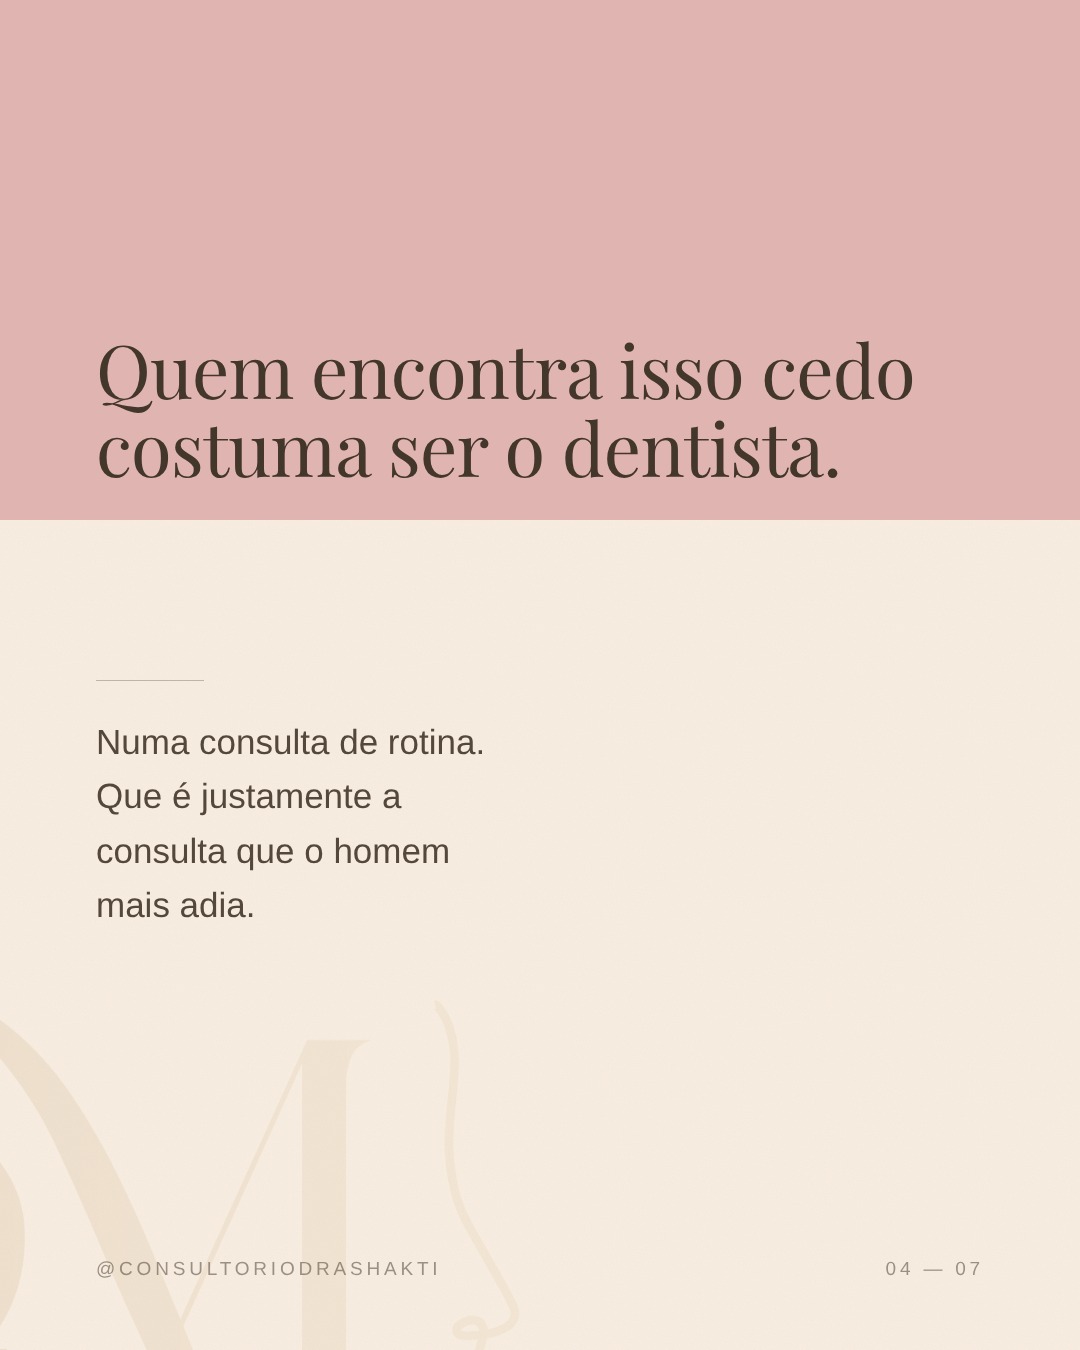 Quem encontra isso cedo
costuma ser o dentista.
Numa consulta de rotina.
Que é justamente a
consulta que o homem
mais adia.
@CONSULTORIODRASHAKTI
04 — 07